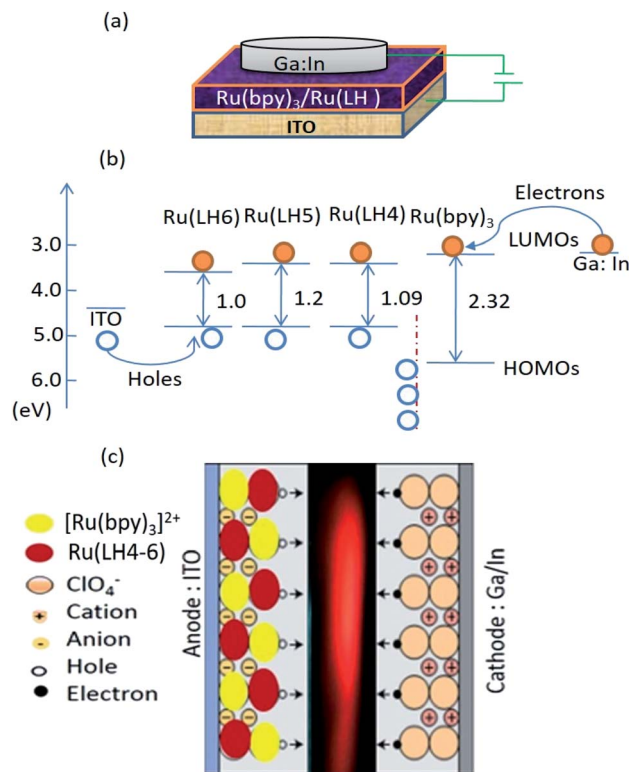 (a)
Ga:In
Ru(bpy)₃/Ru(LH )
ITO
(b)
Electrons
Ru(LH6) Ru(LH5) Ru(LH4) Ru(bpy)₃
3.0
LUMOs
Ga: In
4.0
1.0 1.2 1.09 2.32
ITO
5.0
Holes
HOMOs
6.0
(eV)
(c)
[Ru(bpy)₃]²⁺
Ru(LH4-6)
ClO₄⁻
+ Cation
- Anion
Hole
Electron
Anode : ITO
Cathode : Ga/In